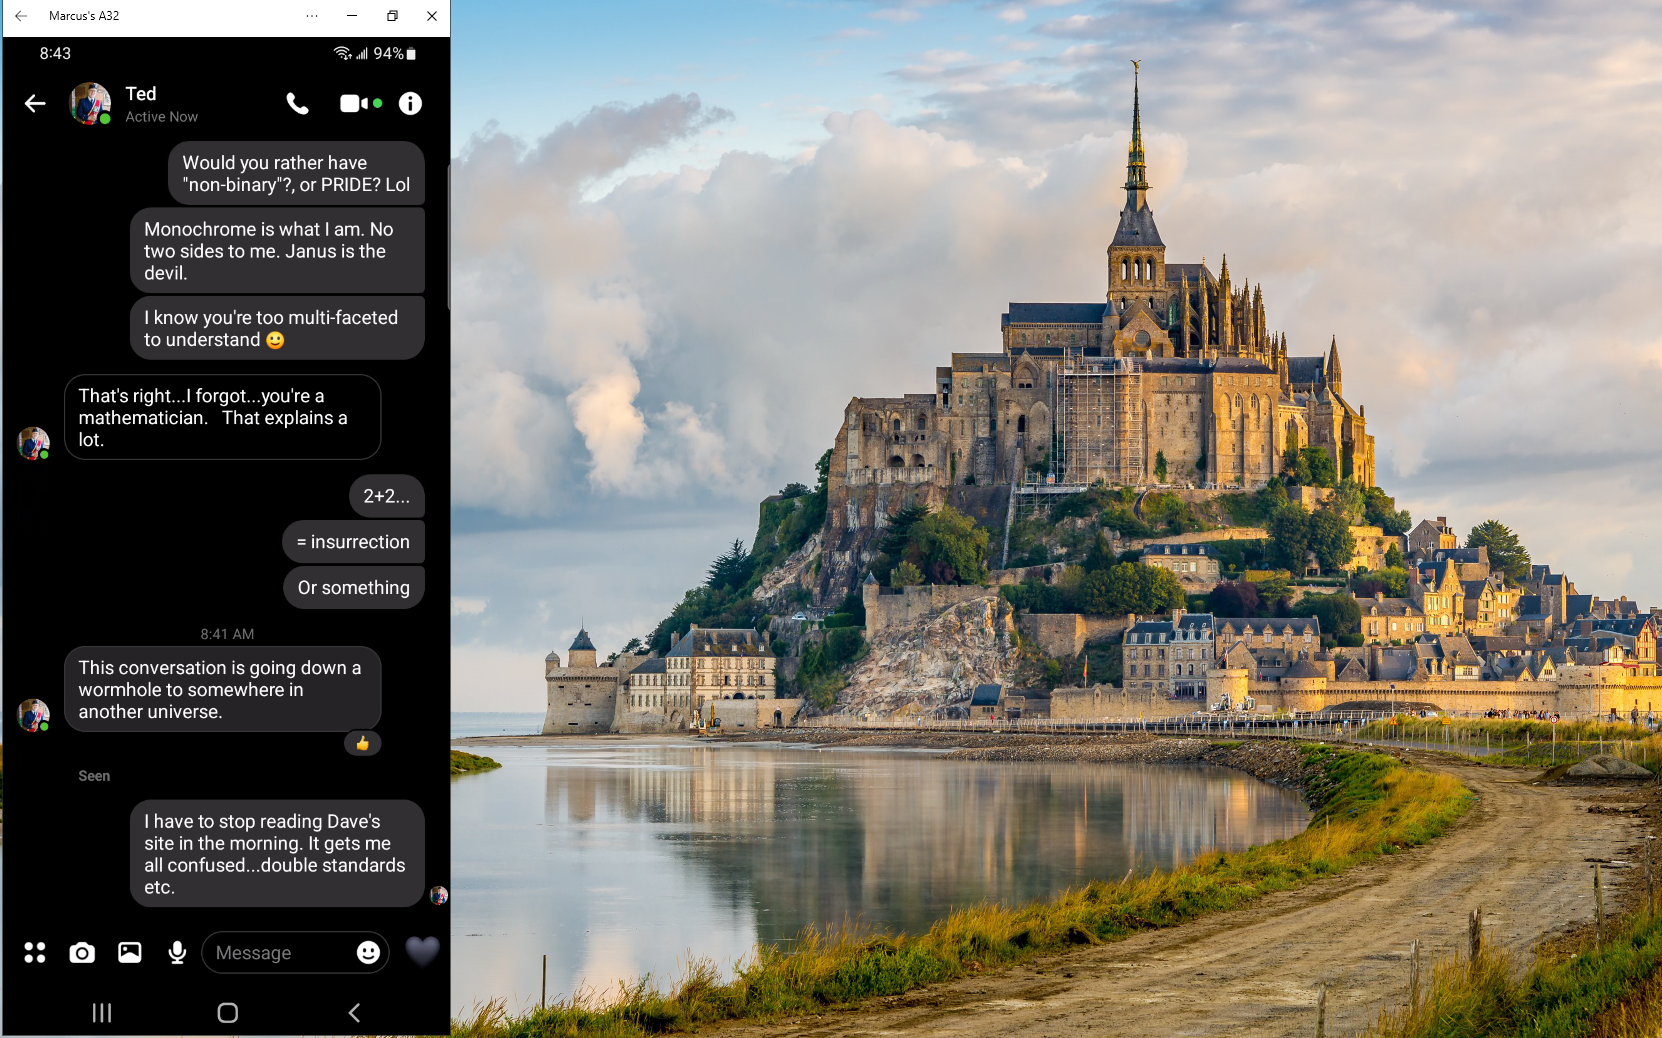 Marcus's A32
8:43
94%
Ted
Active Now
Would you rather have
"non-binary"?, or PRIDE? Lol
Monochrome is what I am. No
two sides to me. Janus is the
devil.
I know you're too multi-faceted
to understand 😀
That's right...I forgot...you're a
mathematician.   That explains a
lot.
2+2...
= insurrection
Or something
8:41 AM
This conversation is going down a
wormhole to somewhere in
another universe.
👍
Seen
I have to stop reading Dave's
site in the morning. It gets me
all confused...double standards
etc.
Message